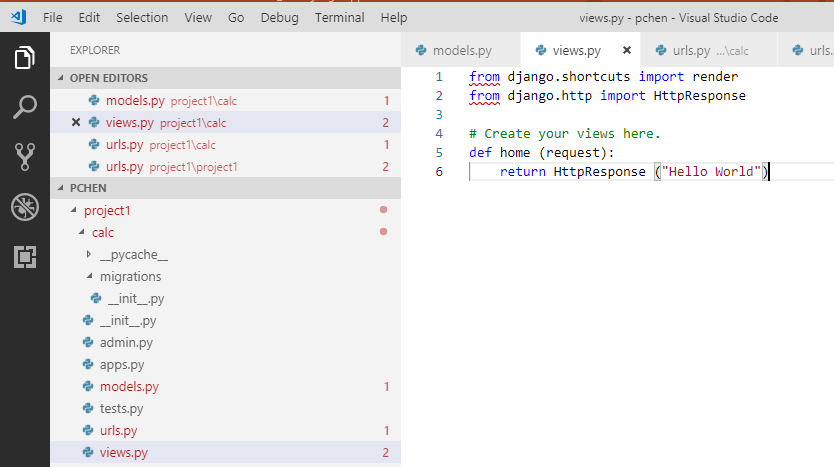 File Edit Selection View Go Debug Terminal Help views.py - pchen - Visual Studio Code
EXPLORER
OPEN EDITORS
models.py project1\calc 1
views.py project1\calc 2
urls.py project1\calc 1
urls.py project1\project1 2
PCHEN
project1
calc
__pycache__
migrations
__init__.py
__init__.py
admin.py
apps.py
models.py 1
tests.py
urls.py 1
views.py 2
models.py views.py urls.py ...\calc urls.
1 from django.shortcuts import render
2 from django.http import HttpResponse
3
4 # Create your views here.
5 def home (request):
6 return HttpResponse ("Hello World")